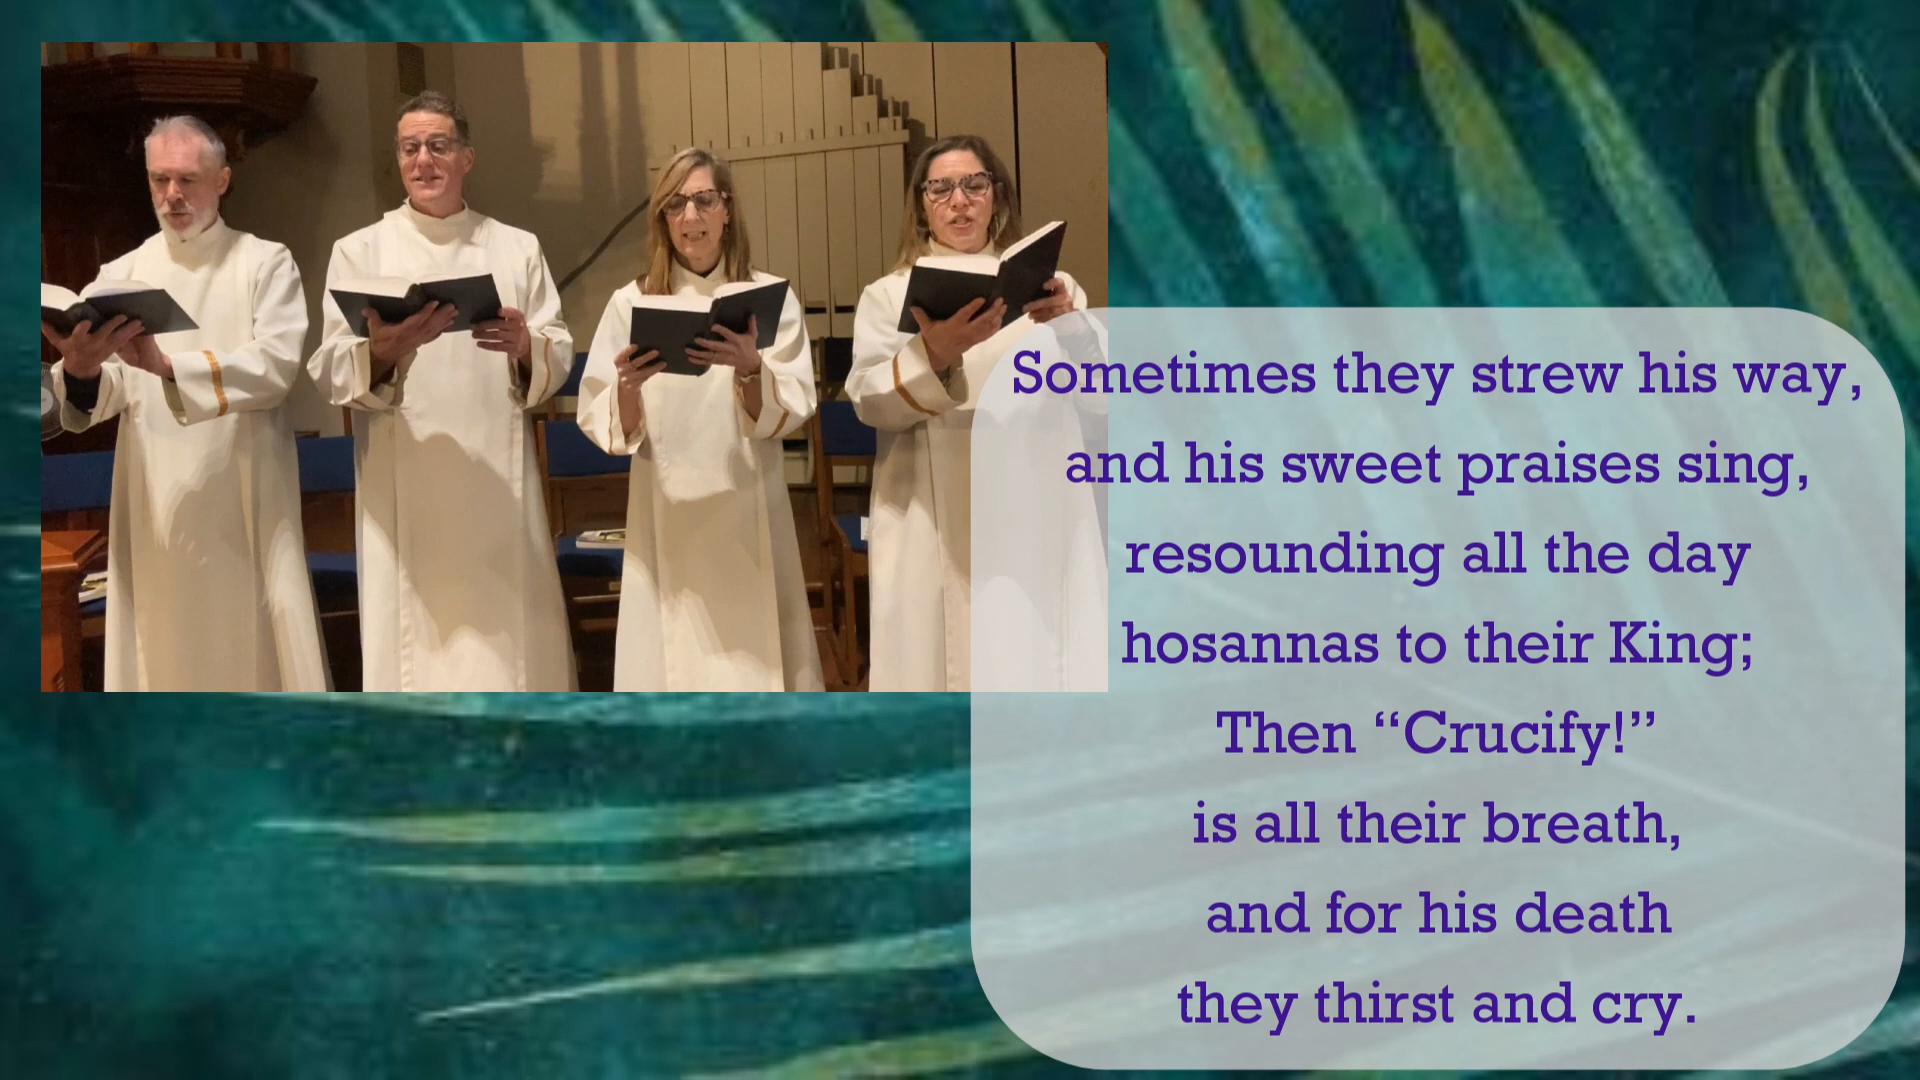 Sometimes they strew his way,
and his sweet praises sing,
resounding all the day
hosannas to their King;
Then “Crucify!”
is all their breath,
and for his death
they thirst and cry.